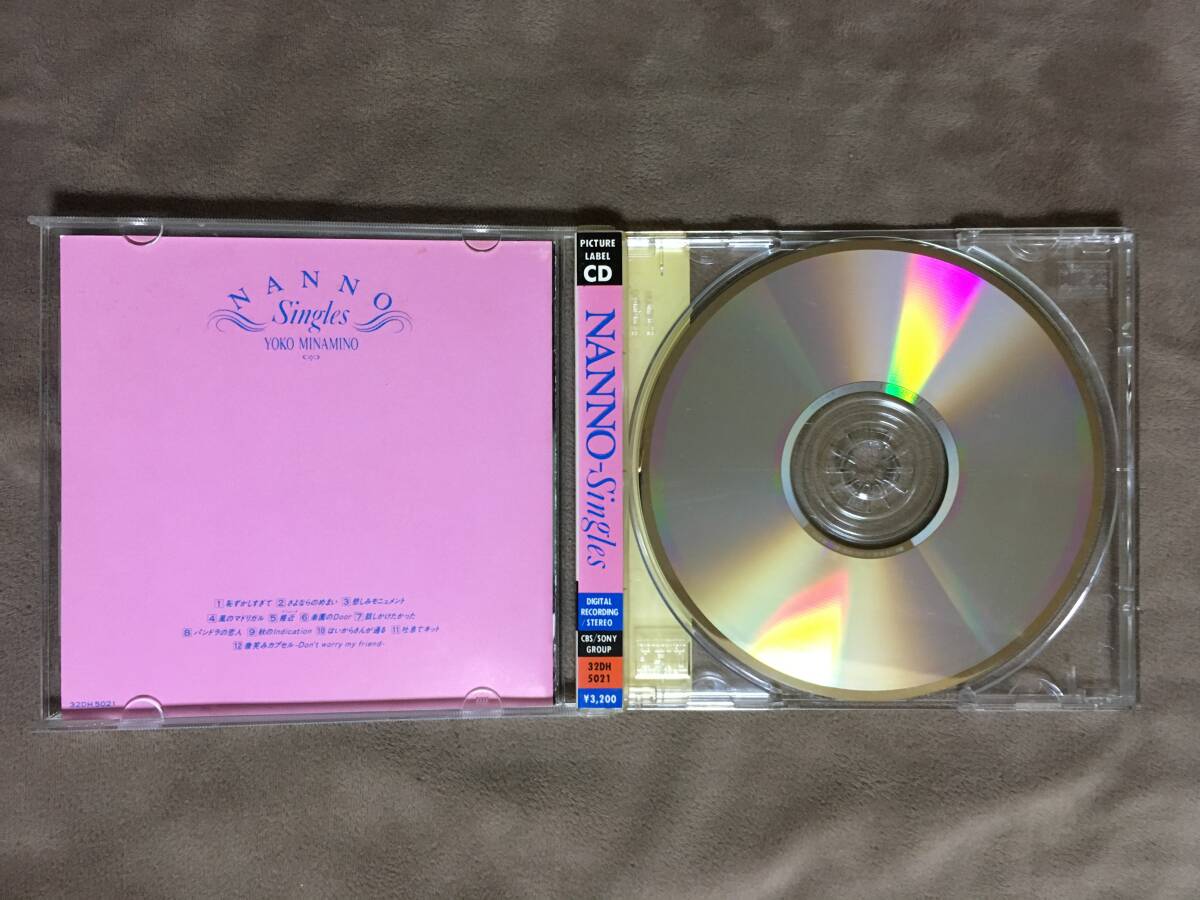 NANNO
Singles
YOKO MINAMINO
1 恥ずかしすぎて 2 さよならのめまい 3 悲しみモニュメント
4 風のマドリガル 5 接近 6 楽園のDoor 7 話しかけたかった
8 パンドラの恋人 9 秋のIndication 10 はいからさんが通る 11 吐息でネット
12 微笑みカプセル-Don't worry my friend-
32DH 5021
PICTURE
LABEL
CD
NANNO-Singles
DIGITAL
RECORDING
/STEREO
CBS/SONY
GROUP
32DH
5021
¥3,200